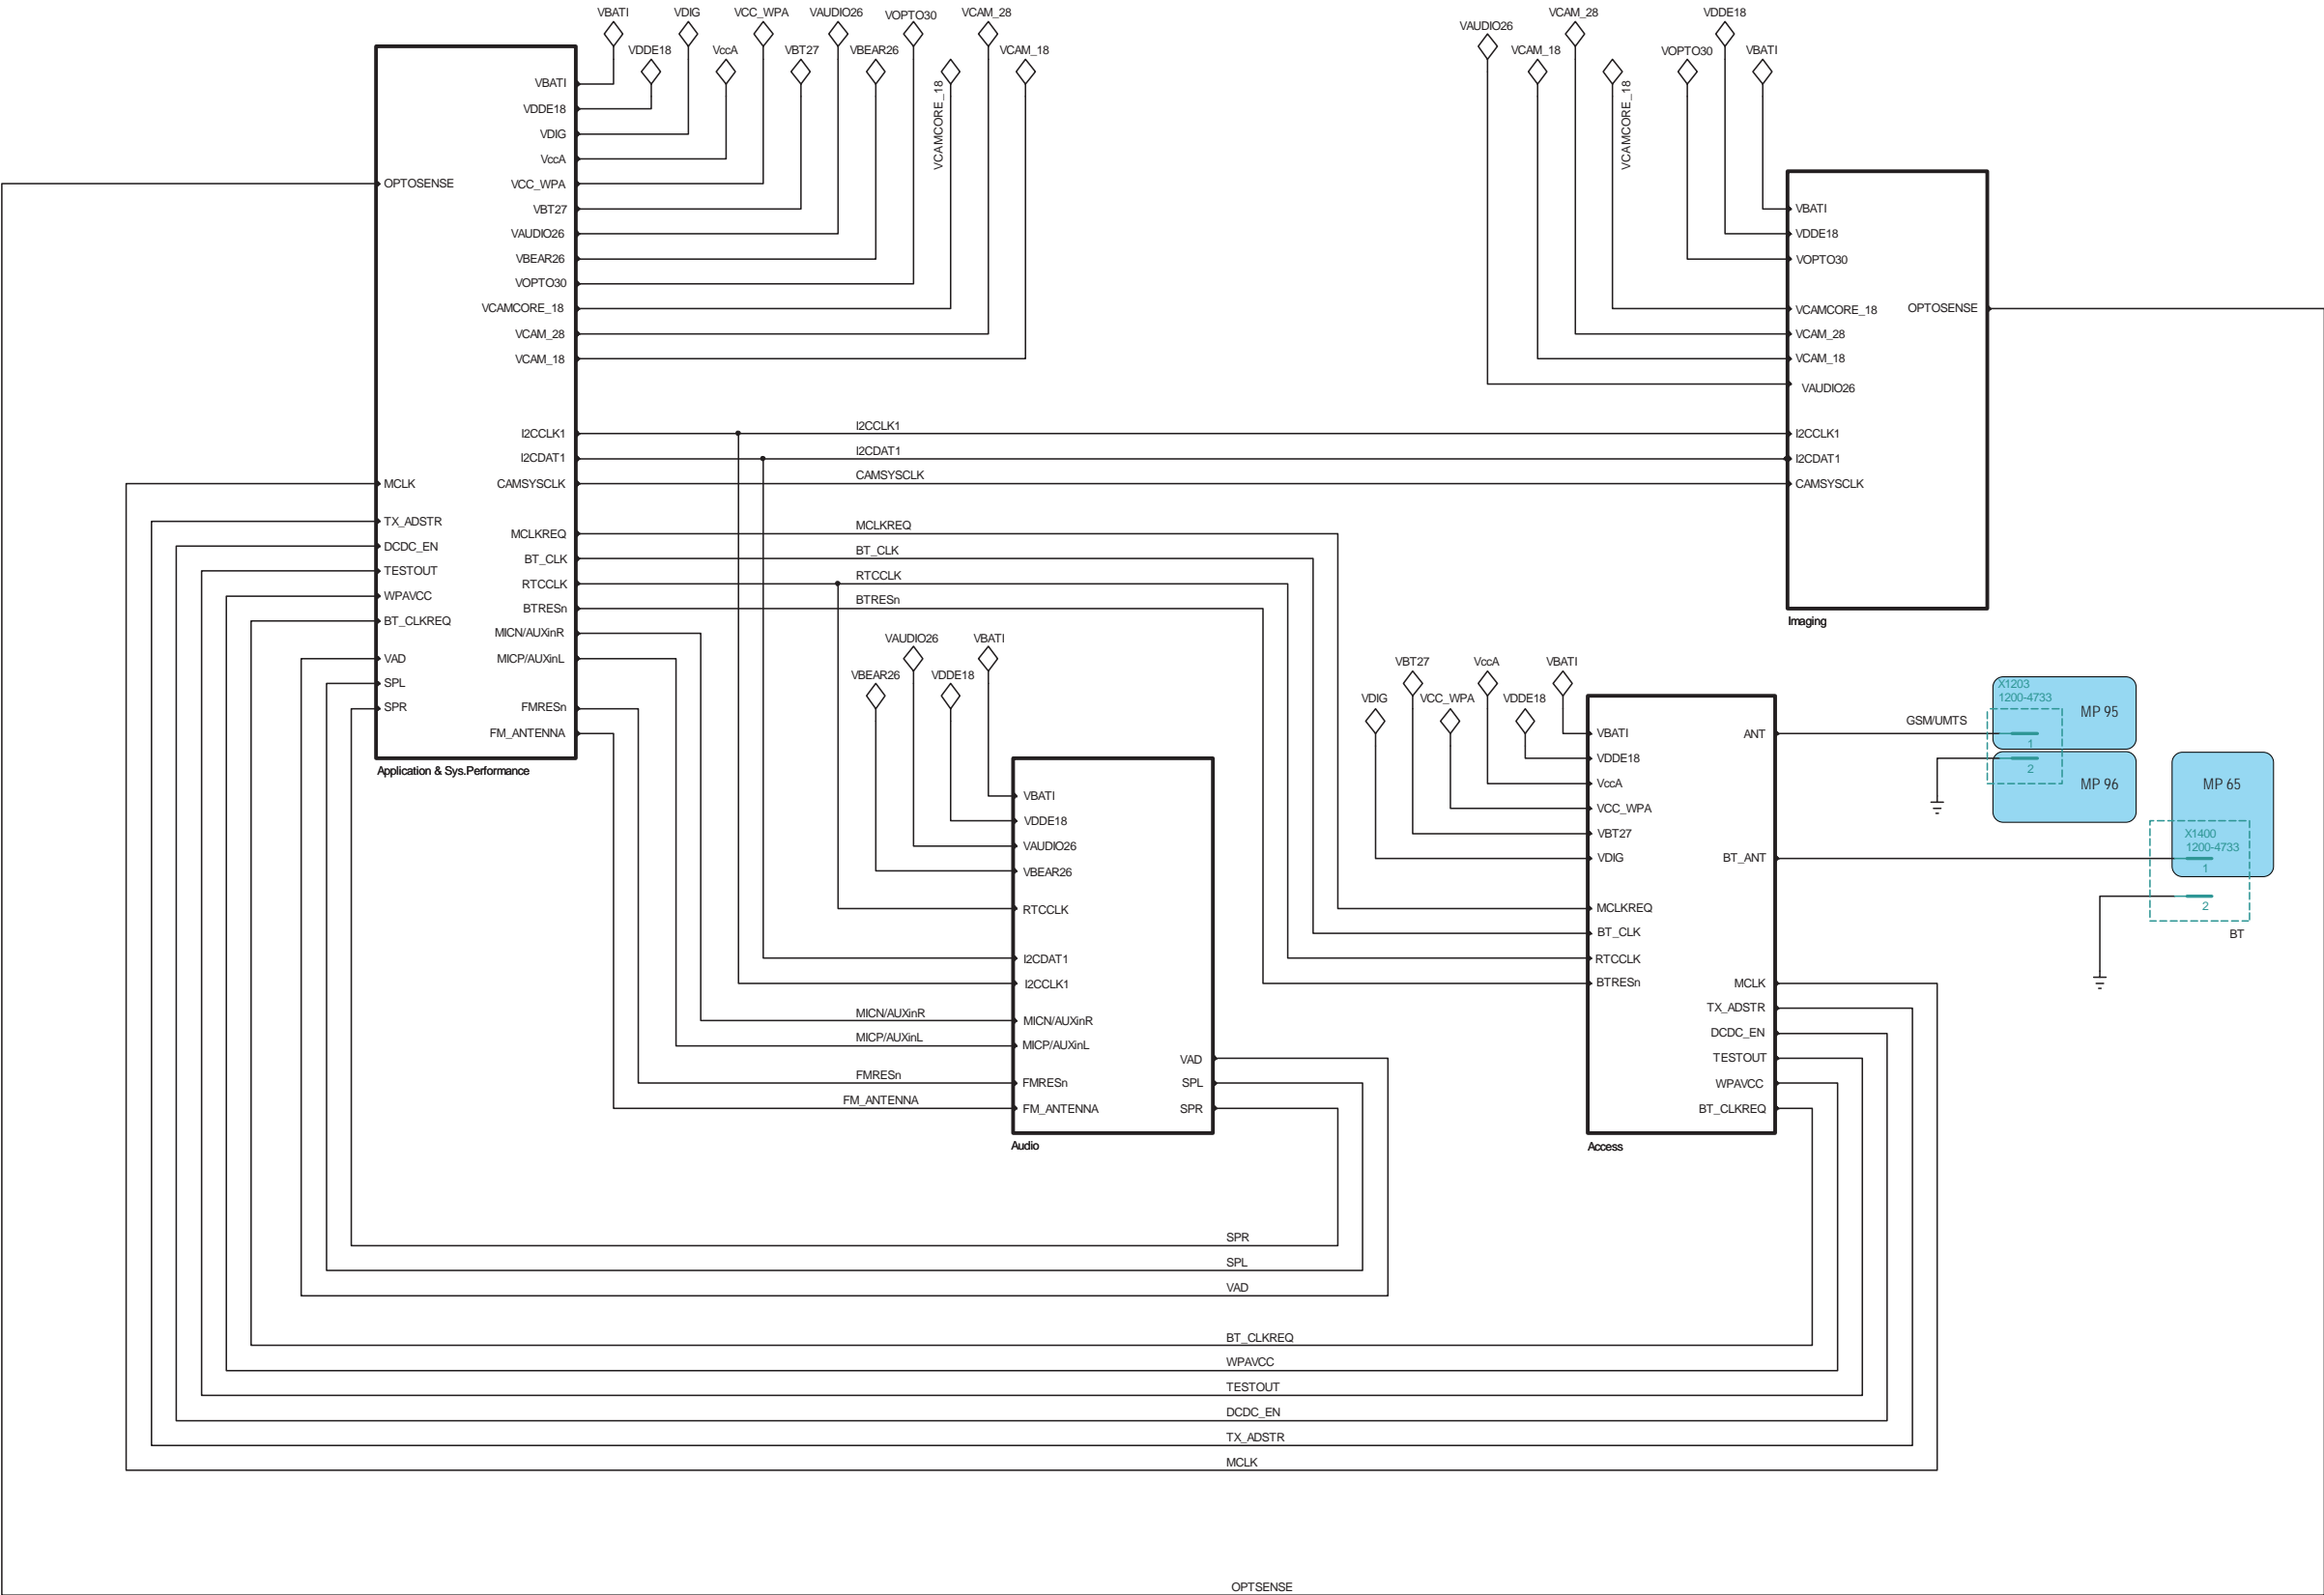 VBATI
VDIG
VCC_WPA
VAUDIO26
VOPTO30
VCAM_28
VDDE18
VccA
VBT27
VBEAR26
VCAM_18
VCAMCORE_18
VAUDIO26
VCAM_28
VDDE18
VCAM_18
VOPTO30
VBATI
VCAMCORE_18
VBATI
VDDE18
VDIG
VccA
OPTOSENSE
VCC_WPA
VBT27
VAUDIO26
VBEAR26
VOPTO30
VCAMCORE_18
VCAM_28
VCAM_18
I2CCLK1
I2CDAT1
MCLK
CAMSYSCLK
TX_ADSTR
MCLKREQ
DCDC_EN
BT_CLK
TESTOUT
RTCCLK
WPAVCC
BTRESn
BT_CLKREQ
MICN/AUXinR
VAD
MICP/AUXinL
SPL
SPR
FMRESn
FM_ANTENNA
Application & Sys.Performance
VBATI
VDDE18
VOPTO30
VCAMCORE_18
OPTOSENSE
VCAM_28
VCAM_18
VAUDIO26
I2CCLK1
I2CDAT1
CAMSYSCLK
Imaging
I2CCLK1
I2CDAT1
CAMSYSCLK
MCLKREQ
BT_CLK
RTCCLK
BTRESn
VAUDIO26
VBATI
VBEAR26
VDDE18
VBATI
VDDE18
VAUDIO26
VBEAR26
RTCCLK
I2CDAT1
I2CCLK1
MICN/AUXinR
MICP/AUXinL
VAD
FMRESn
SPL
FM_ANTENNA
SPR
Audio
MICN/AUXinR
MICP/AUXinL
FMRESn
FM_ANTENNA
VBT27
VccA
VBATI
VDIG
VCC_WPA
VDDE18
VBATI
ANT
VDDE18
VccA
VCC_WPA
VBT27
VDIG
BT_ANT
MCLKREQ
BT_CLK
RTCCLK
BTRESn
MCLK
TX_ADSTR
DCDC_EN
TESTOUT
WPAVCC
BT_CLKREQ
Access
GSM/UMTS
X1203
1200-4733
MP 95
1
2
MP 96
MP 65
X1400
1200-4733
1
2
BT
SPR
SPL
VAD
BT_CLKREQ
WPAVCC
TESTOUT
DCDC_EN
TX_ADSTR
MCLK
OPTSENSE